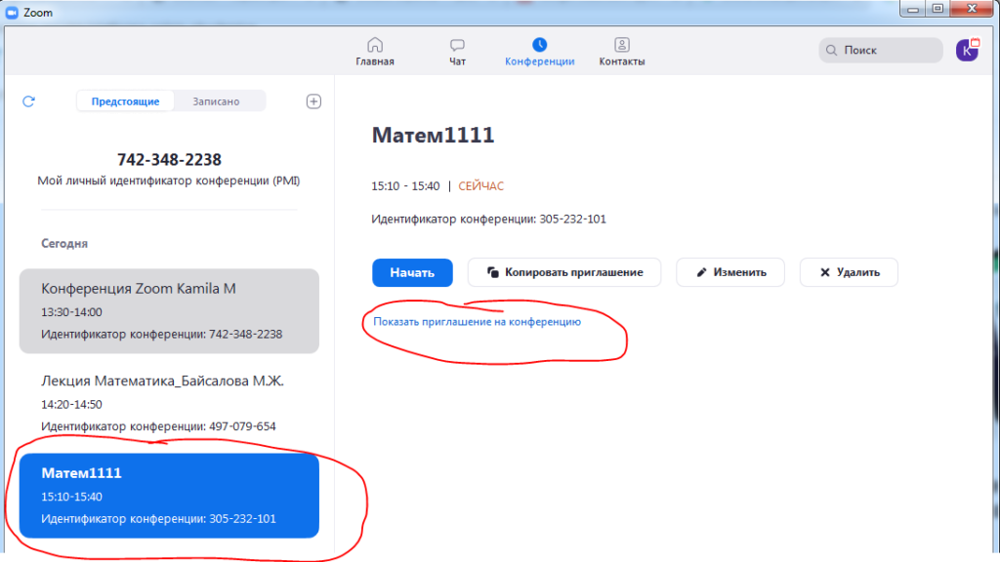 Zoom
Главная
Чат
Конференции
Контакты
Поиск
K
Предстоящие
Записано
742-348-2238
Мой личный идентификатор конференции (PMI)
Сегодня
Конференция Zoom Kamila M
13:30-14:00
Идентификатор конференции: 742-348-2238
Лекция Математика_Байсалова М.Ж.
14:20-14:50
Идентификатор конференции: 497-079-654
Матем1111
15:10-15:40
Идентификатор конференции: 305-232-101
Матем1111
15:10 - 15:40 | СЕЙЧАС
Идентификатор конференции: 305-232-101
Начать
Копировать приглашение
Изменить
Удалить
Показать приглашение на конференцию